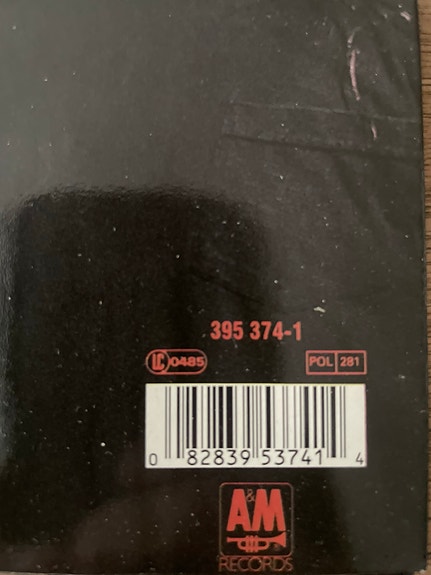 395 374-1
LC 0485 POL 281
0 82839 53741 4
A&M
RECORDS